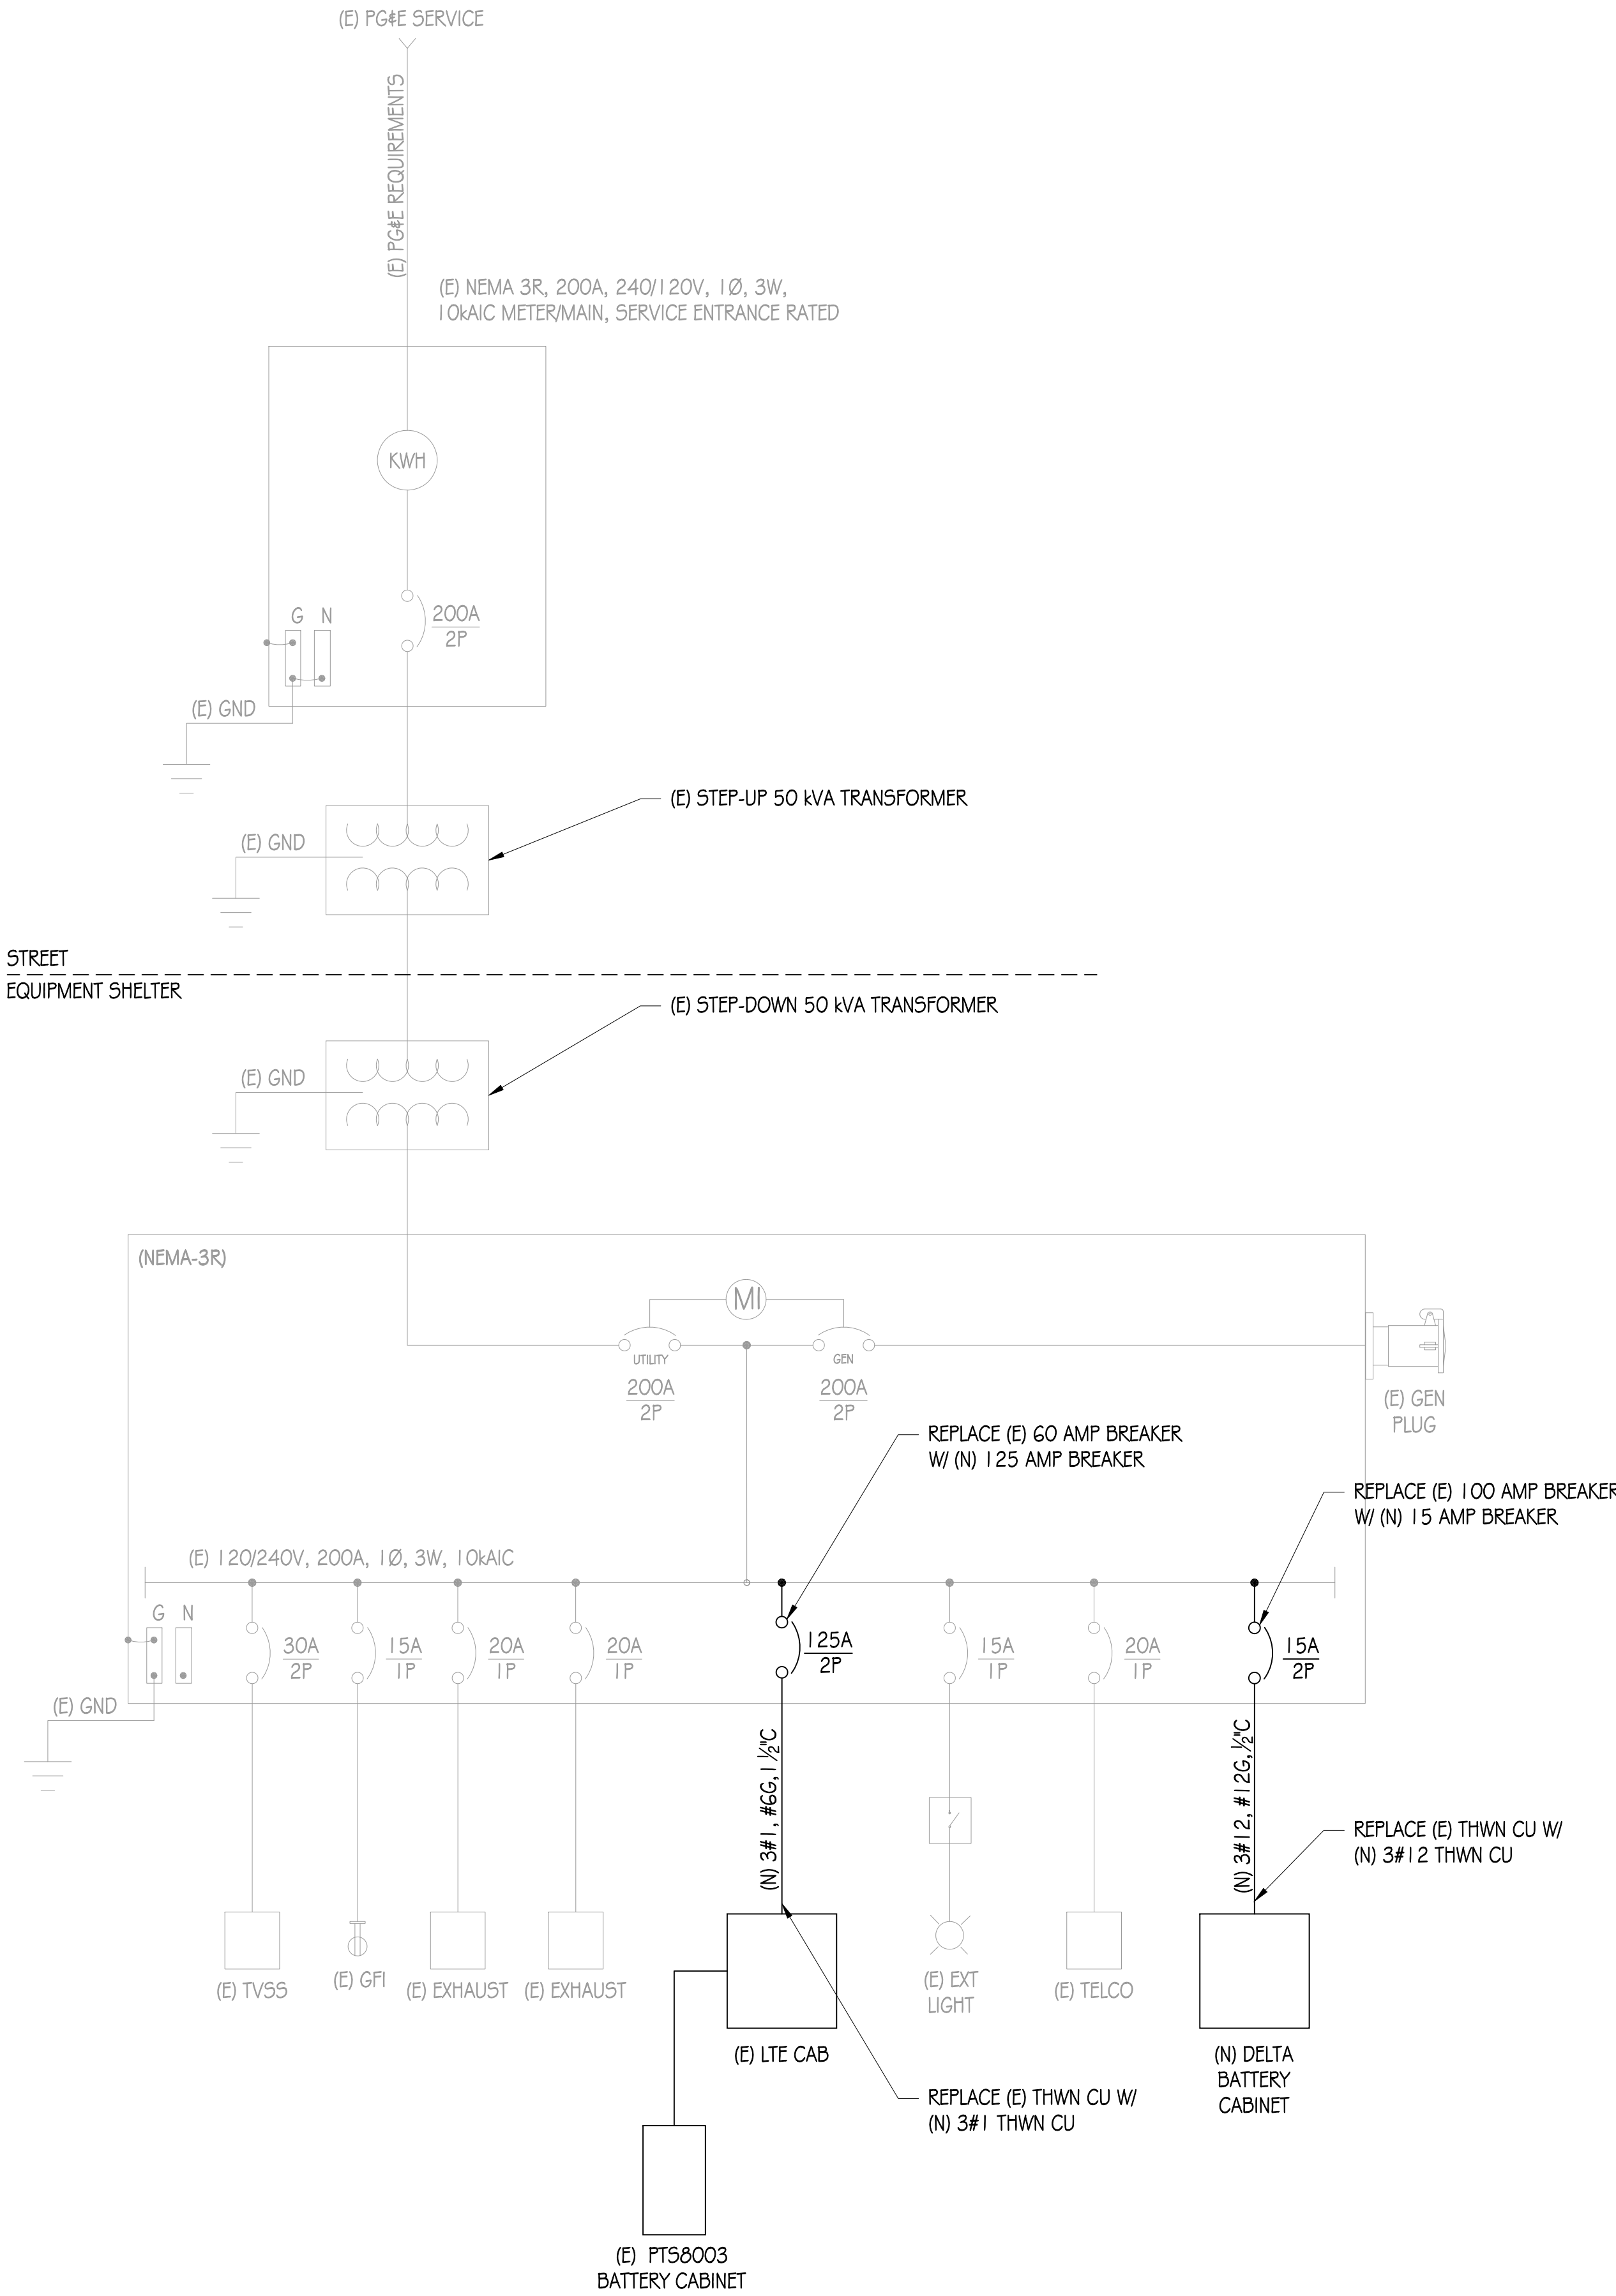 (E) PG&E SERVICE
(E) PG&E REQUIREMENTS
(E) NEMA 3R, 200A, 240/120V, 1Ø, 3W,
10kAIC METER/MAIN, SERVICE ENTRANCE RATED
KWH
G N
200A
2P
(E) GND
(E) STEP-UP 50 kVA TRANSFORMER
(E) GND
STREET
EQUIPMENT SHELTER
(E) STEP-DOWN 50 kVA TRANSFORMER
(E) GND
(NEMA-3R)
MI
UTILITY
200A
2P
GEN
200A
2P
(E) GEN
PLUG
REPLACE (E) 60 AMP BREAKER
W/ (N) 125 AMP BREAKER
REPLACE (E) 100 AMP BREAKER
W/ (N) 15 AMP BREAKER
(E) 120/240V, 200A, 1Ø, 3W, 10kAIC
G N
30A
2P
15A
1P
20A
1P
20A
1P
125A
2P
15A
1P
20A
1P
15A
2P
(E) GND
(N) 3#1, #6G, 1 ½"C
(N) 3#12, #12G, ½"C
REPLACE (E) THWN CU W/
(N) 3#12 THWN CU
(E) TVSS
(E) GFI
(E) EXHAUST
(E) EXHAUST
(E) LTE CAB
(E) EXT
LIGHT
(E) TELCO
(N) DELTA
BATTERY
CABINET
REPLACE (E) THWN CU W/
(N) 3#1 THWN CU
(E) PTS8003
BATTERY CABINET